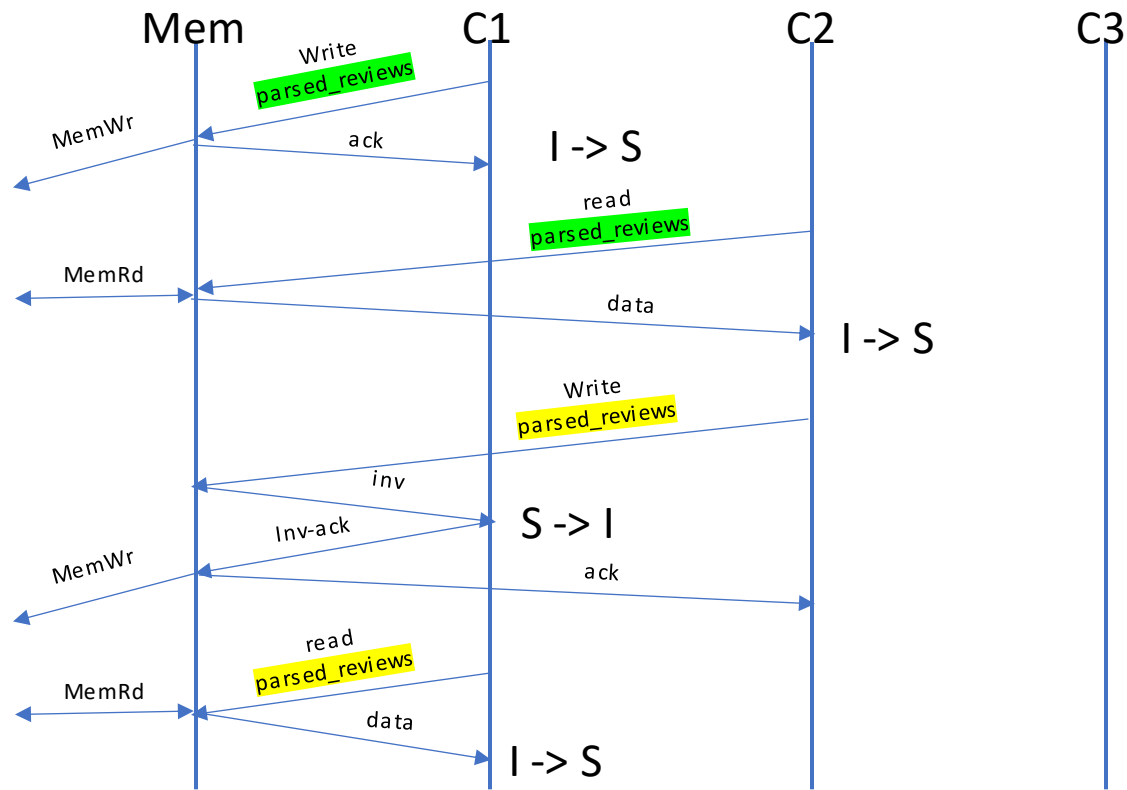 Mem C1 C2 C3
Write
parsed_reviews
MemWr
ack
I -> S
read
parsed_reviews
MemRd
data
I -> S
Write
parsed_reviews
inv
S -> I
Inv-ack
MemWr
ack
read
parsed_reviews
MemRd
data
I -> S